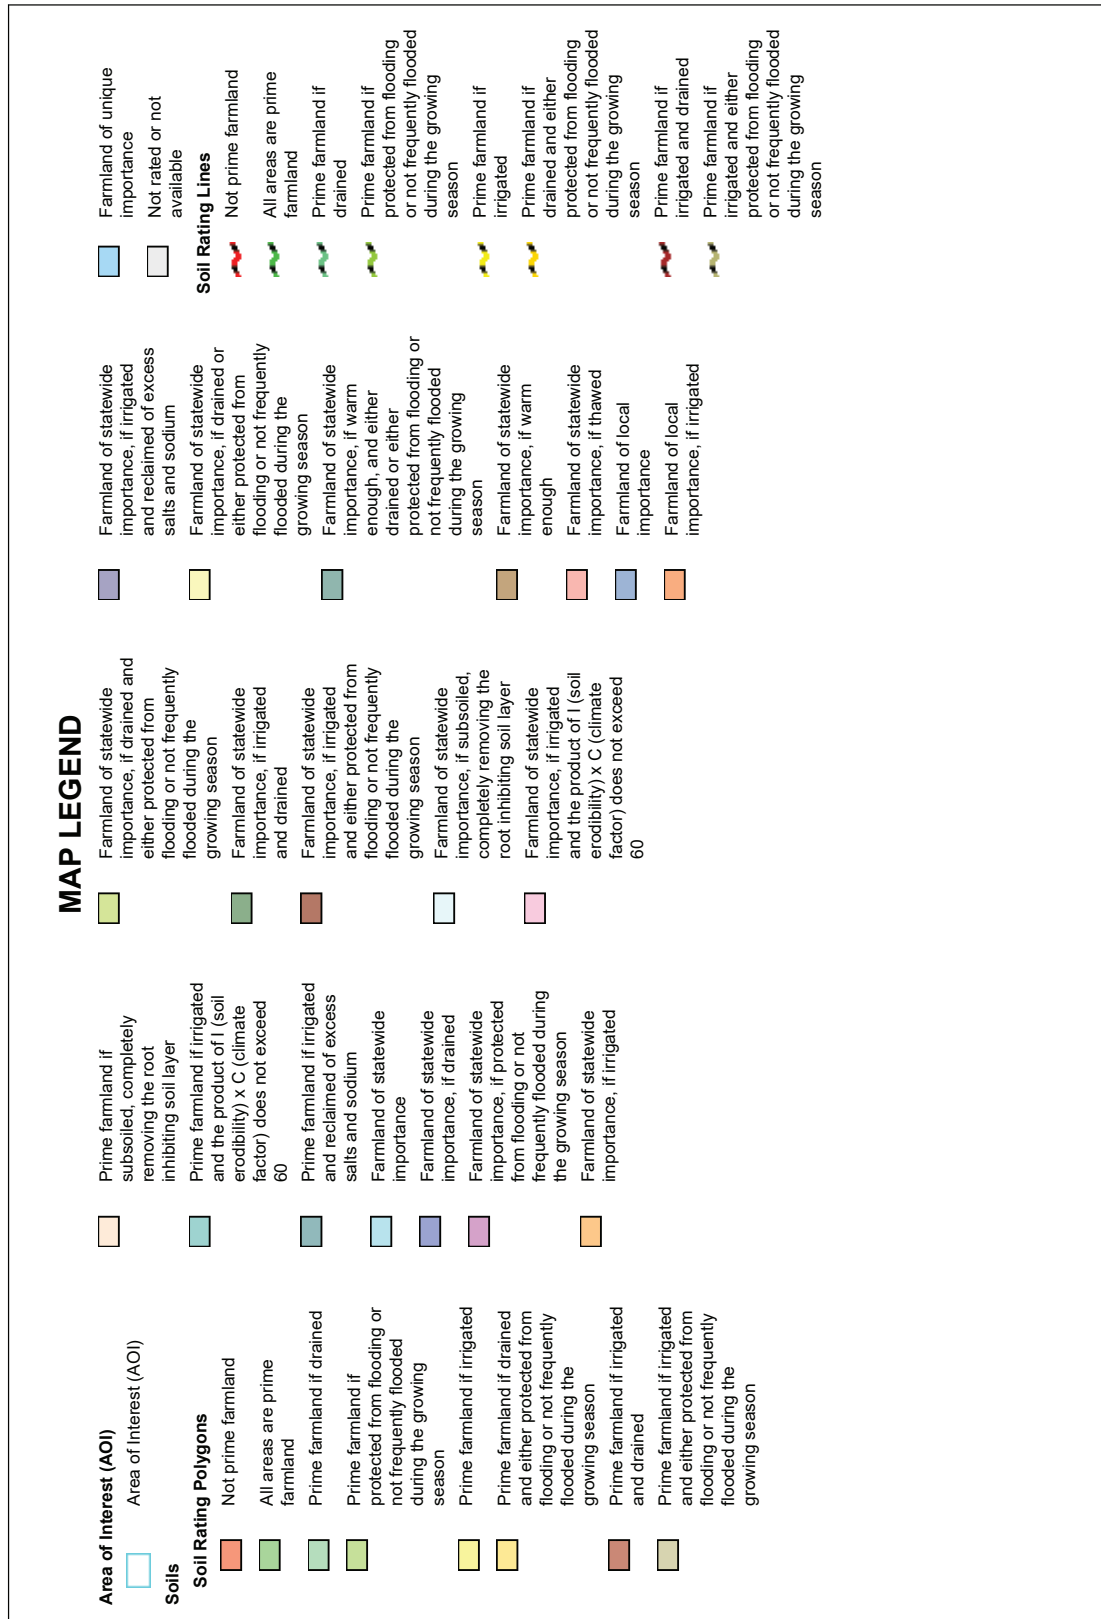 MAP LEGEND
Area of Interest (AOI)
Area of Interest (AOI)
Soils
Soil Rating Polygons
Not prime farmland
All areas are prime
farmland
Prime farmland if drained
Prime farmland if
protected from flooding or
not frequently flooded
during the growing
season
Prime farmland if irrigated
Prime farmland if drained
and either protected from
flooding or not frequently
flooded during the
growing season
Prime farmland if irrigated
and drained
Prime farmland if irrigated
and either protected from
flooding or not frequently
flooded during the
growing season
Prime farmland if
subsoiled, completely
removing the root
inhibiting soil layer
Prime farmland if irrigated
and the product of I (soil
erodibility) x C (climate
factor) does not exceed
60
Prime farmland if irrigated
and reclaimed of excess
salts and sodium
Farmland of statewide
importance
Farmland of statewide
importance, if drained
Farmland of statewide
importance, if protected
from flooding or not
frequently flooded during
the growing season
Farmland of statewide
importance, if irrigated
Farmland of statewide
importance, if drained and
either protected from
flooding or not frequently
flooded during the
growing season
Farmland of statewide
importance, if irrigated
and drained
Farmland of statewide
importance, if irrigated
and either protected from
flooding or not frequently
flooded during the
growing season
Farmland of statewide
importance, if subsoiled,
completely removing the
root inhibiting soil layer
Farmland of statewide
importance, if irrigated
and the product of I (soil
erodibility) x C (climate
factor) does not exceed
60
Farmland of statewide
importance, if irrigated
and reclaimed of excess
salts and sodium
Farmland of statewide
importance, if drained or
either protected from
flooding or not frequently
flooded during the
growing season
Farmland of statewide
importance, if warm
enough, and either
drained or either
protected from flooding or
not frequently flooded
during the growing
season
Farmland of statewide
importance, if warm
enough
Farmland of statewide
importance, if thawed
Farmland of local
importance
Farmland of local
importance, if irrigated
Farmland of unique
importance
Not rated or not
available
Soil Rating Lines
Not prime farmland
All areas are prime
farmland
Prime farmland if
drained
Prime farmland if
protected from flooding
or not frequently flooded
during the growing
season
Prime farmland if
irrigated
Prime farmland if
drained and either
protected from flooding
or not frequently flooded
during the growing
season
Prime farmland if
irrigated and drained
Prime farmland if
irrigated and either
protected from flooding
or not frequently flooded
during the growing
season